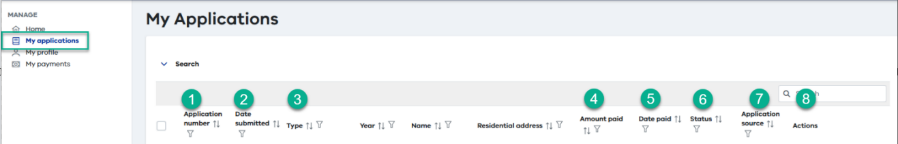 MANAGE
Home
My applications
My profile
My payments
My Applications
Search
1 2 3 4 5 6 7 8
Application number
Date submitted
Type
Year
Name
Residential address
Amount paid
Date paid
Status
Application source
Actions